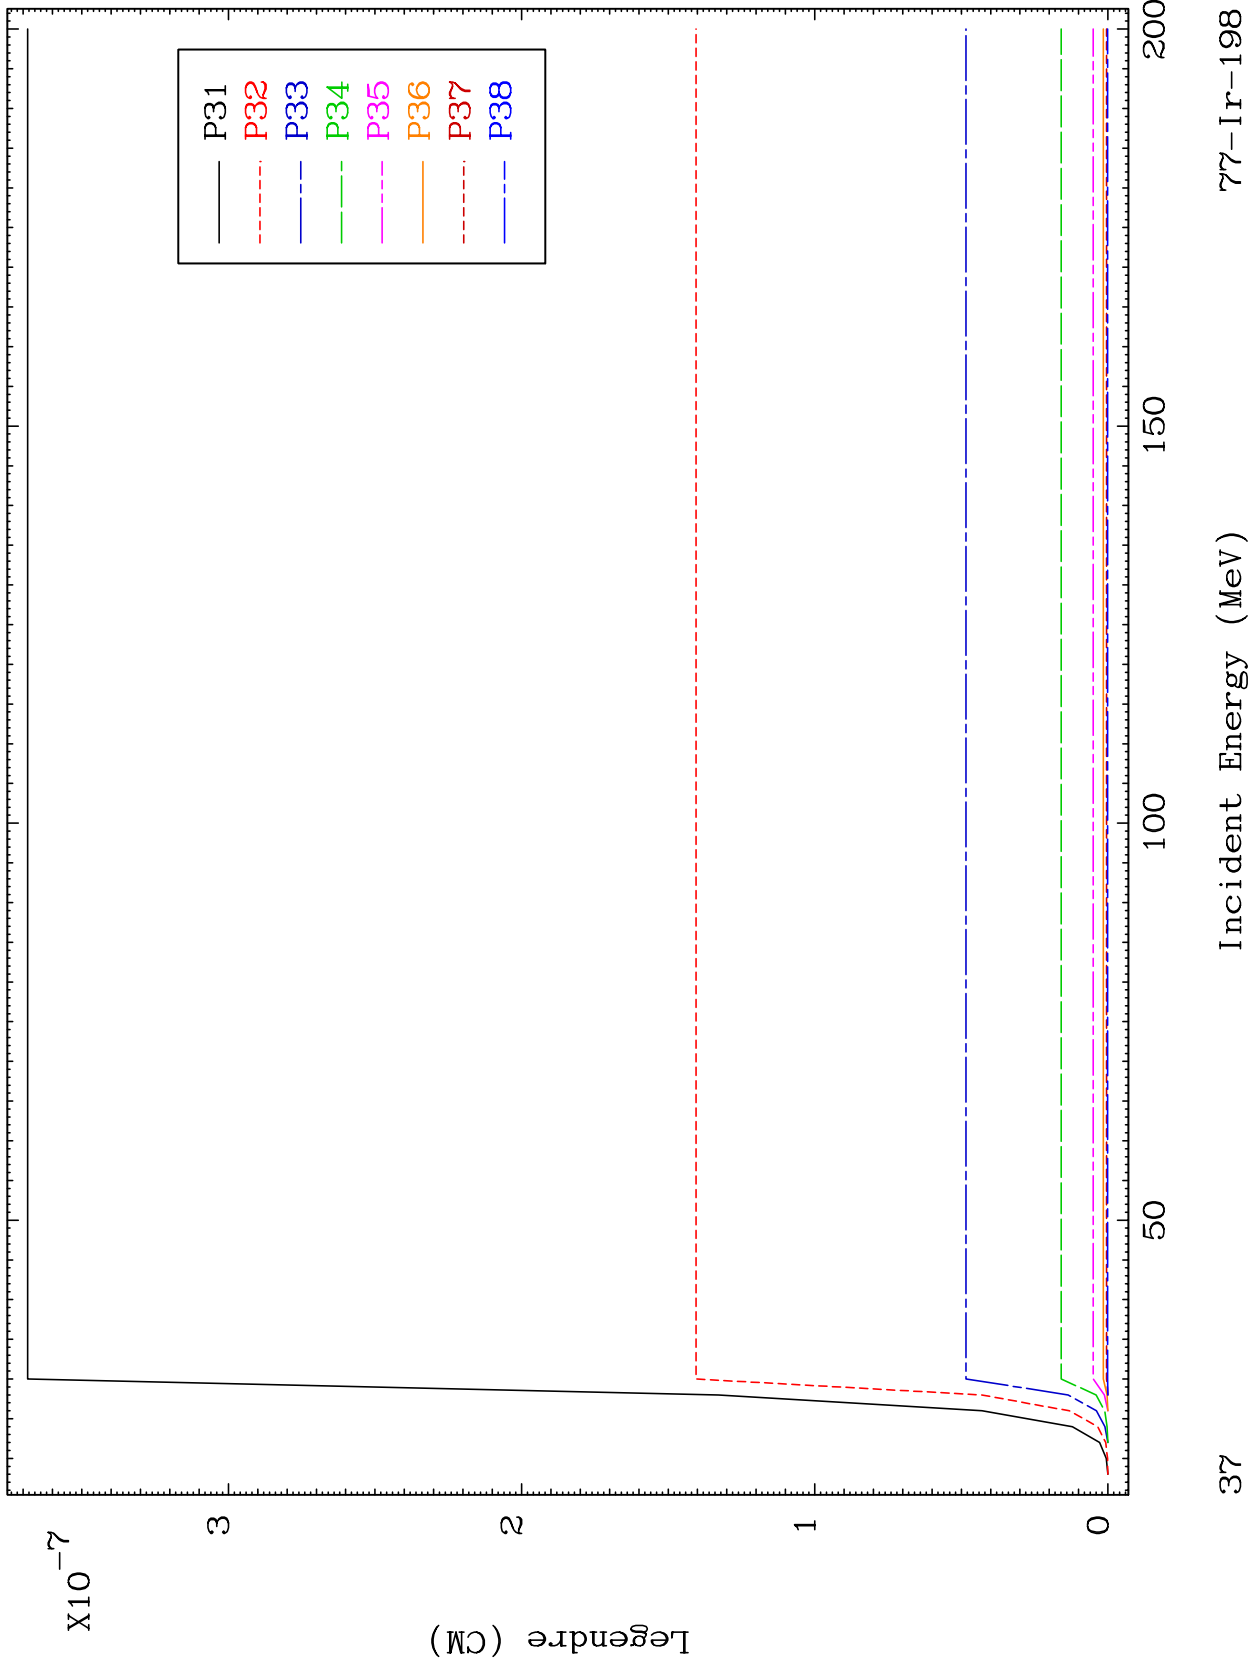 X10-7
3
2
1
0
Legendre (CM)
P31
P32
P33
P34
P35
P36
P37
P38
50
100
150
200
Incident Energy (MeV)
37
77-Ir-198